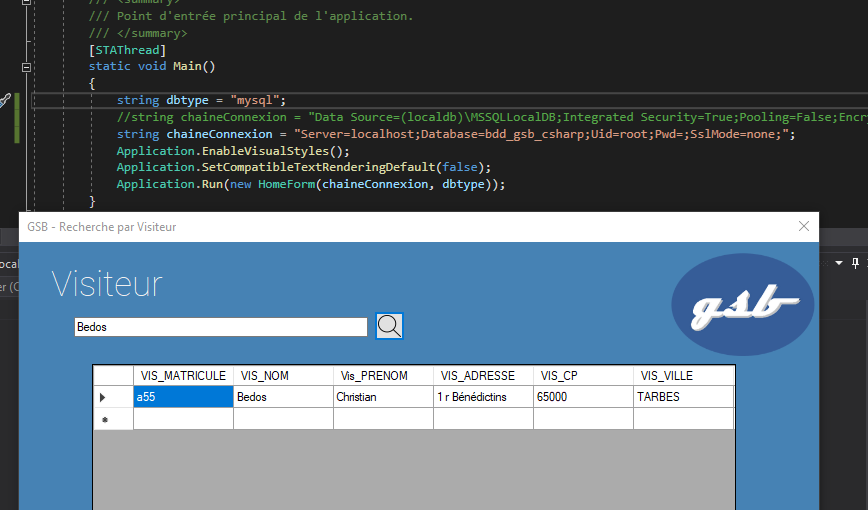 /// <summary>
/// Point d'entrée principal de l'application.
/// </summary>
[STAThread]
static void Main()
{
string dbtype = "mysql";
//string chaineConnexion = "Data Source=(localdb)\MSSQLLocalDB;Integrated Security=True;Pooling=False;Encr
string chaineConnexion = "Server=localhost;Database=bdd_gsb_csharp;Uid=root;Pwd=;SslMode=none;";
Application.EnableVisualStyles();
Application.SetCompatibleTextRenderingDefault(false);
Application.Run(new HomeForm(chaineConnexion, dbtype));
}
GSB - Recherche par Visiteur
ocal
er (C
Visiteur
gsb
Bedos
VIS_MATRICULE VIS_NOM Vis_PRENOM VIS_ADRESSE VIS_CP VIS_VILLE
a55 Bedos Christian 1 r Bénédictins 65000 TARBES